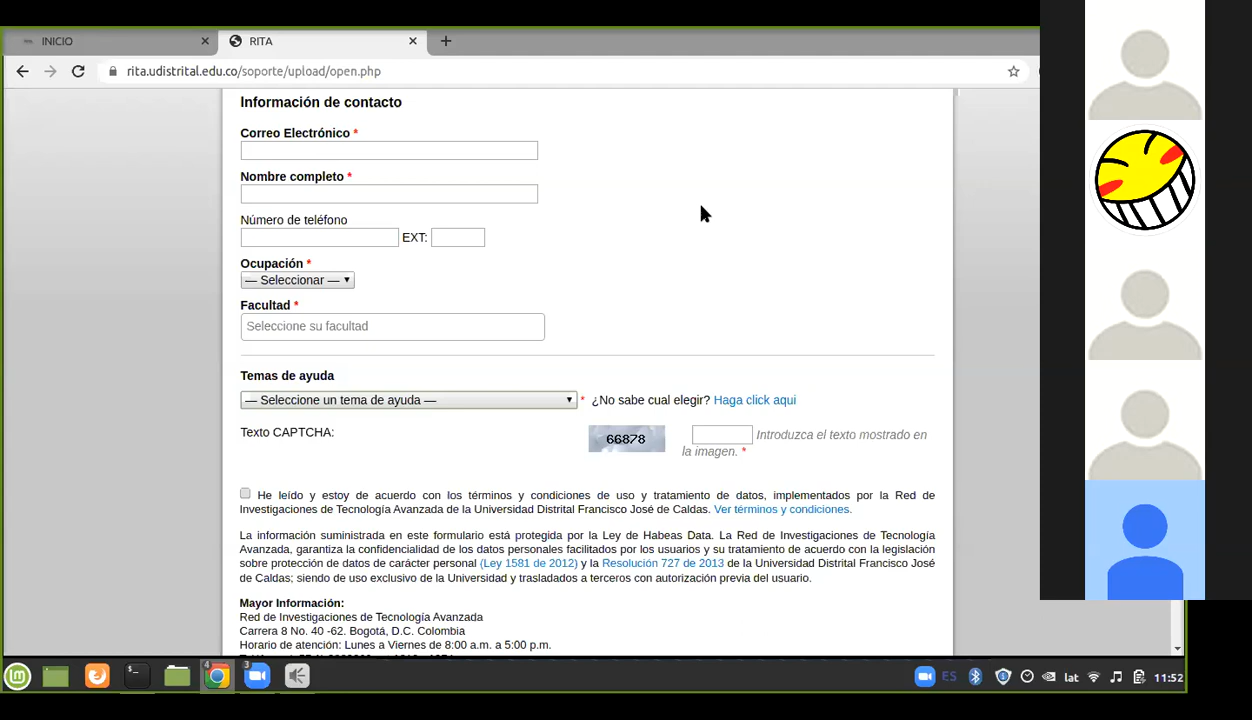 INICIO
RITA
rita.udistrital.edu.co/soporte/upload/open.php
Información de contacto
Correo Electrónico *
Nombre completo *
Número de teléfono
EXT:
Ocupación *
— Seleccionar —
Facultad *
Seleccione su facultad
Temas de ayuda
— Seleccione un tema de ayuda — * ¿No sabe cual elegir? Haga click aqui
Texto CAPTCHA:
66878
Introduzca el texto mostrado en
la imagen. *
He leído y estoy de acuerdo con los términos y condiciones de uso y tratamiento de datos, implementados por la Red de
Investigaciones de Tecnología Avanzada de la Universidad Distrital Francisco José de Caldas. Ver términos y condiciones.
La información suministrada en este formulario está protegida por la Ley de Habeas Data. La Red de Investigaciones de Tecnología
Avanzada, garantiza la confidencialidad de los datos personales facilitados por los usuarios y su tratamiento de acuerdo con la legislación
sobre protección de datos de carácter personal (Ley 1581 de 2012) y la Resolución 727 de 2013 de la Universidad Distrital Francisco José
de Caldas; siendo de uso exclusivo de la Universidad y trasladados a terceros con autorización previa del usuario.
Mayor Información:
Red de Investigaciones de Tecnología Avanzada
Carrera 8 No. 40 -62. Bogotá, D.C. Colombia
Horario de atención: Lunes a Viernes de 8:00 a.m. a 5:00 p.m.
4
3
ES
lat
11:52